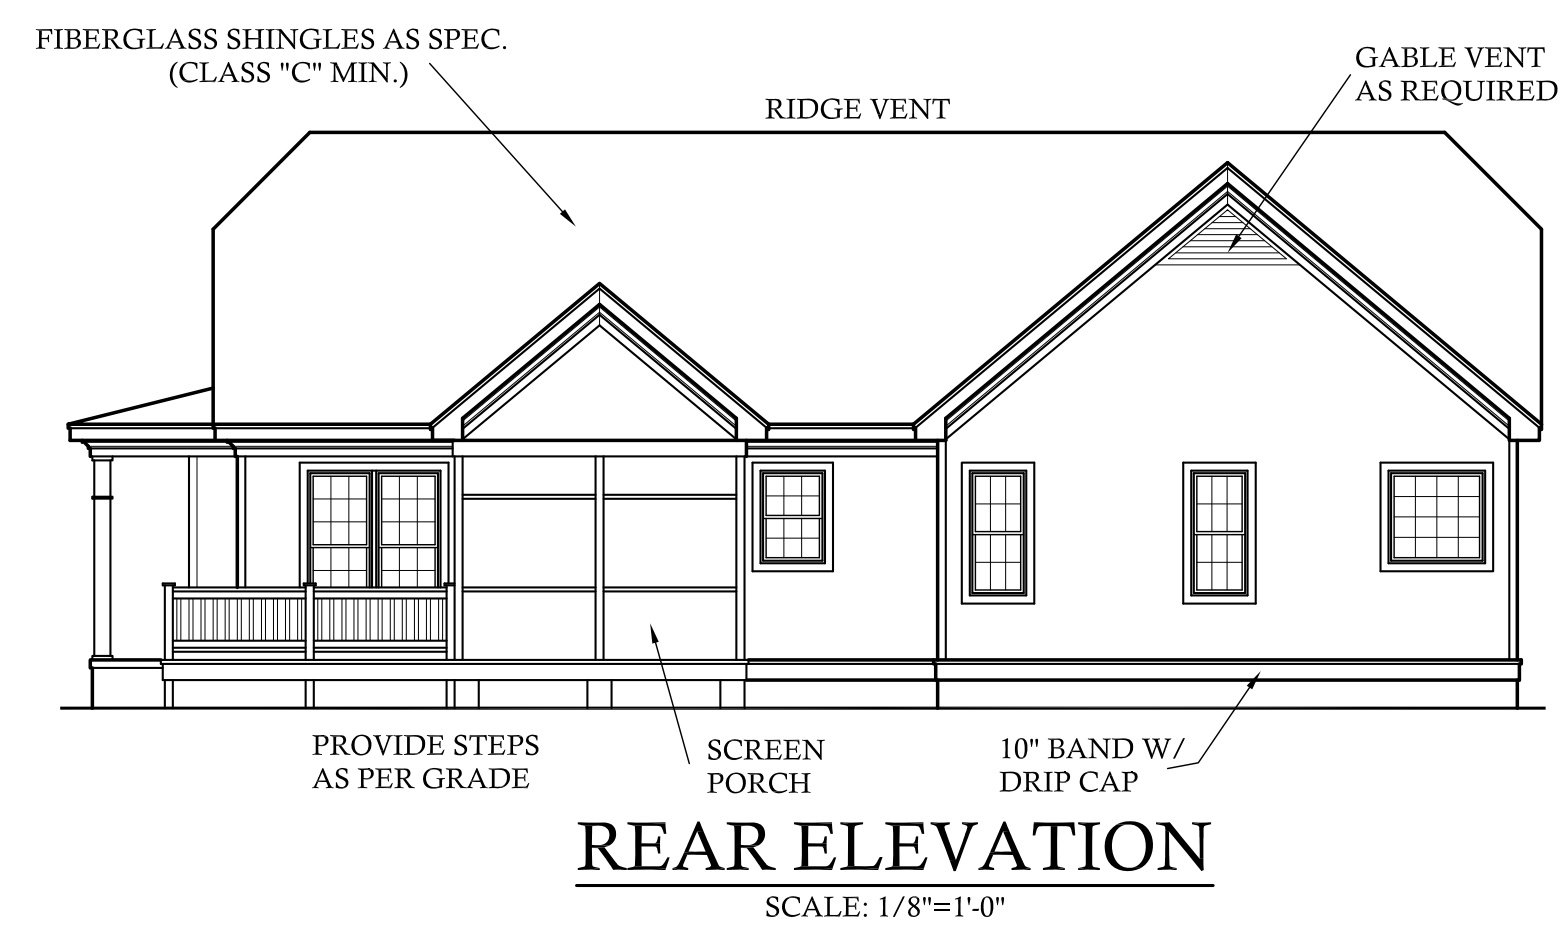 FIBERGLASS SHINGLES AS SPEC.
(CLASS "C" MIN.)
GABLE VENT
AS REQUIRED
RIDGE VENT
PROVIDE STEPS
AS PER GRADE
SCREEN
PORCH
10" BAND W/
DRIP CAP
REAR ELEVATION
SCALE: 1/8"=1'-0"